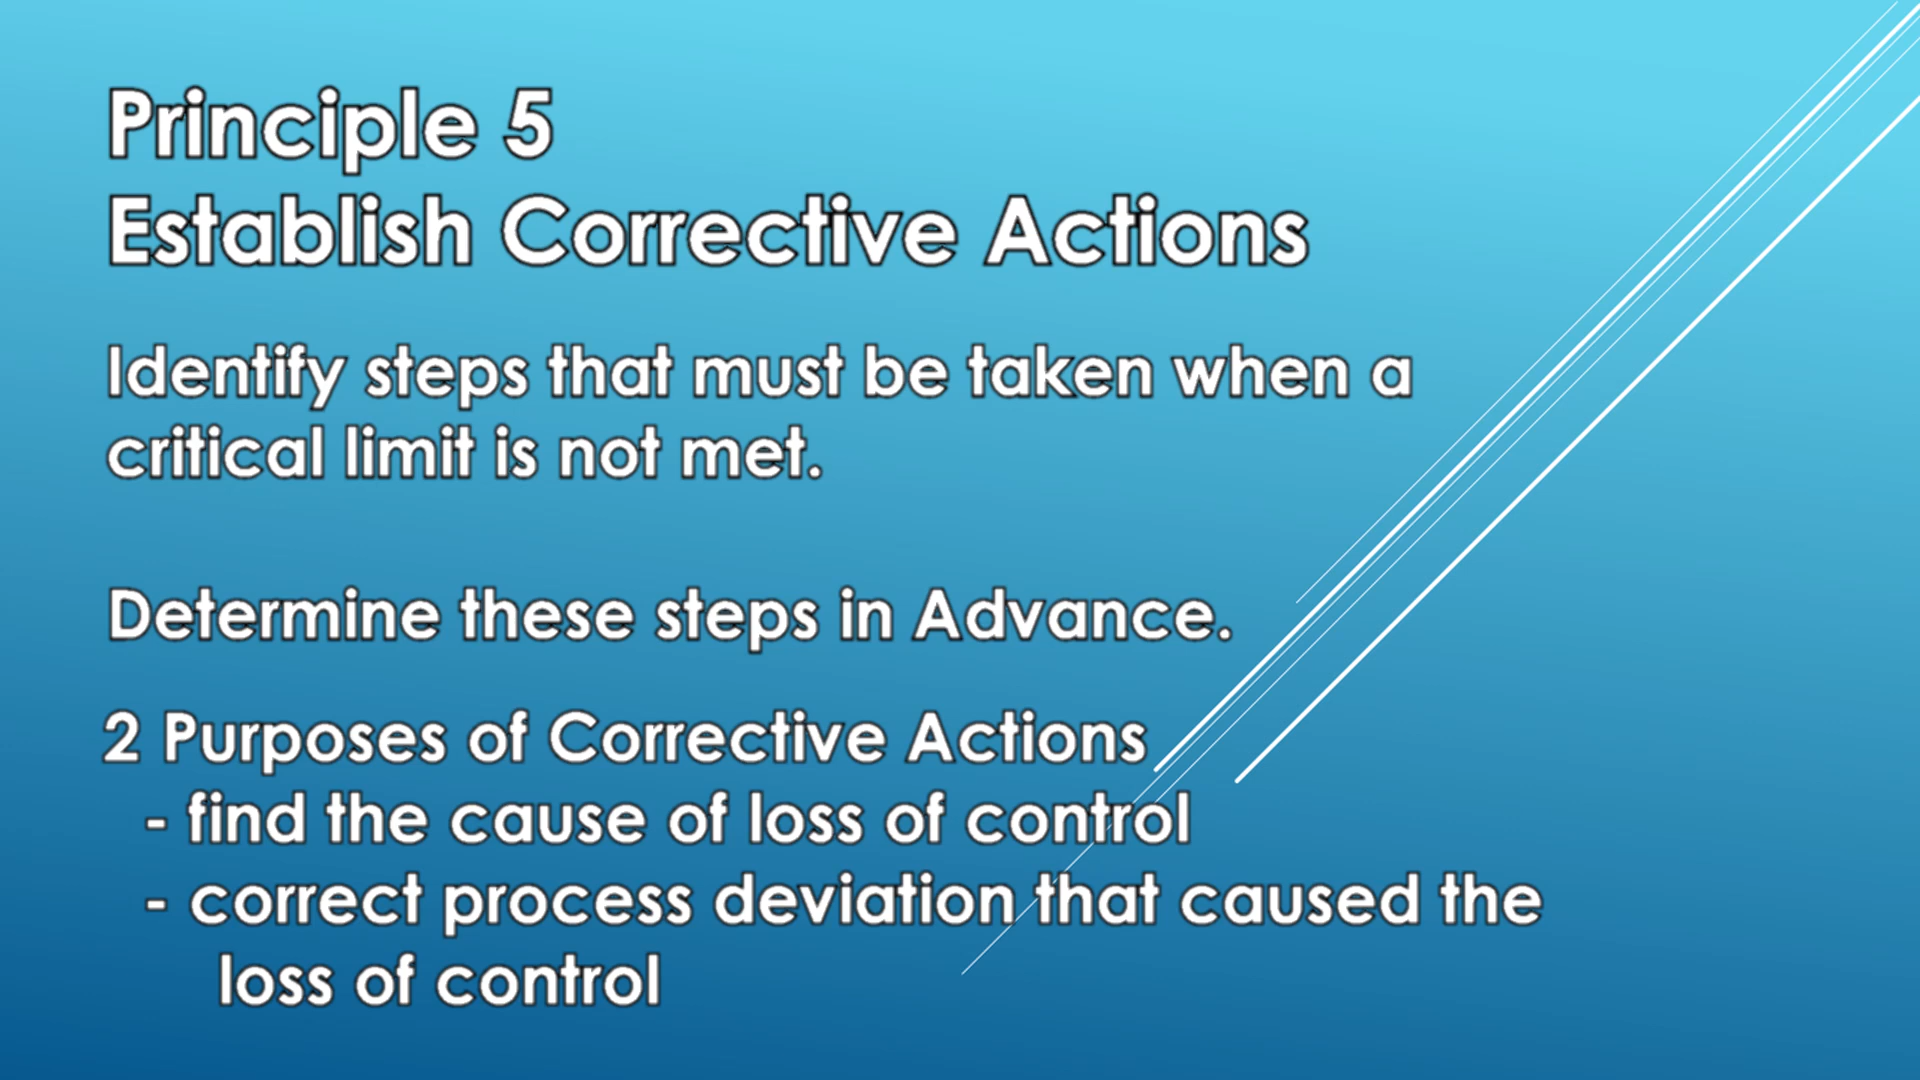 Principle 5
Establish Corrective Actions
Identify steps that must be taken when a
critical limit is not met.
Determine these steps in Advance.
2 Purposes of Corrective Actions
- find the cause of loss of control
- correct process deviation that caused the
loss of control